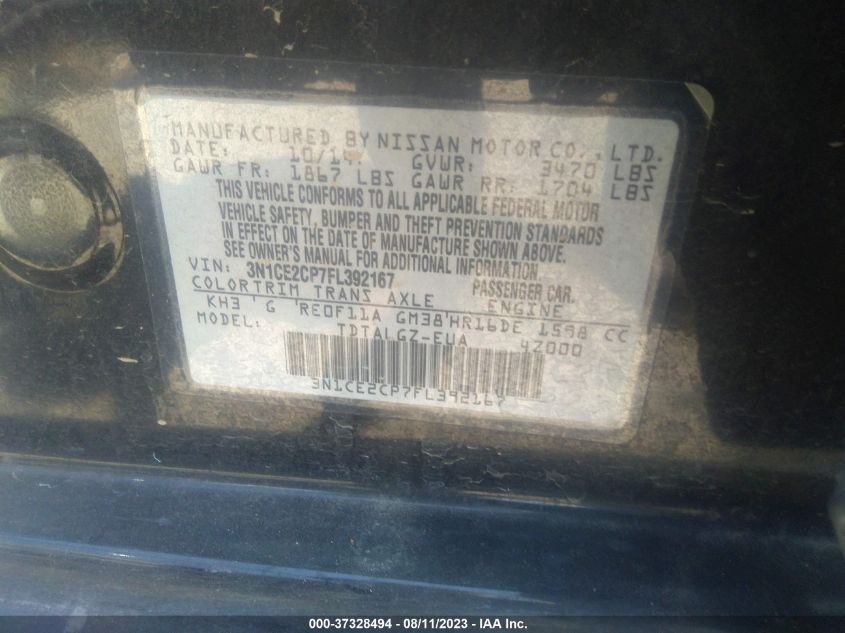 MANUFACTURED BY NISSAN MOTOR CO., LTD.
DATE: 10/14 GVWR: 3470 LBS
GAWR FR: 1867 LBS GAWR RR: 1704 LBS
THIS VEHICLE CONFORMS TO ALL APPLICABLE FEDERAL MOTOR
VEHICLE SAFETY, BUMPER AND THEFT PREVENTION STANDARDS
IN EFFECT ON THE DATE OF MANUFACTURE SHOWN ABOVE.
SEE OWNER'S MANUAL FOR ADDITIONAL INFORMATION
VIN: 3N1CE2CP7FL392167 PASSENGER CAR.
COLOR TRIM TRANS AXLE ENGINE
KH3 G RE0F11A GM38 HR16DE 1598 CC
MODEL: TDTALGZ-EUA 4Z000
3N1CE2CP7FL392167
000-37328494 - 08/11/2023 - IAA Inc.